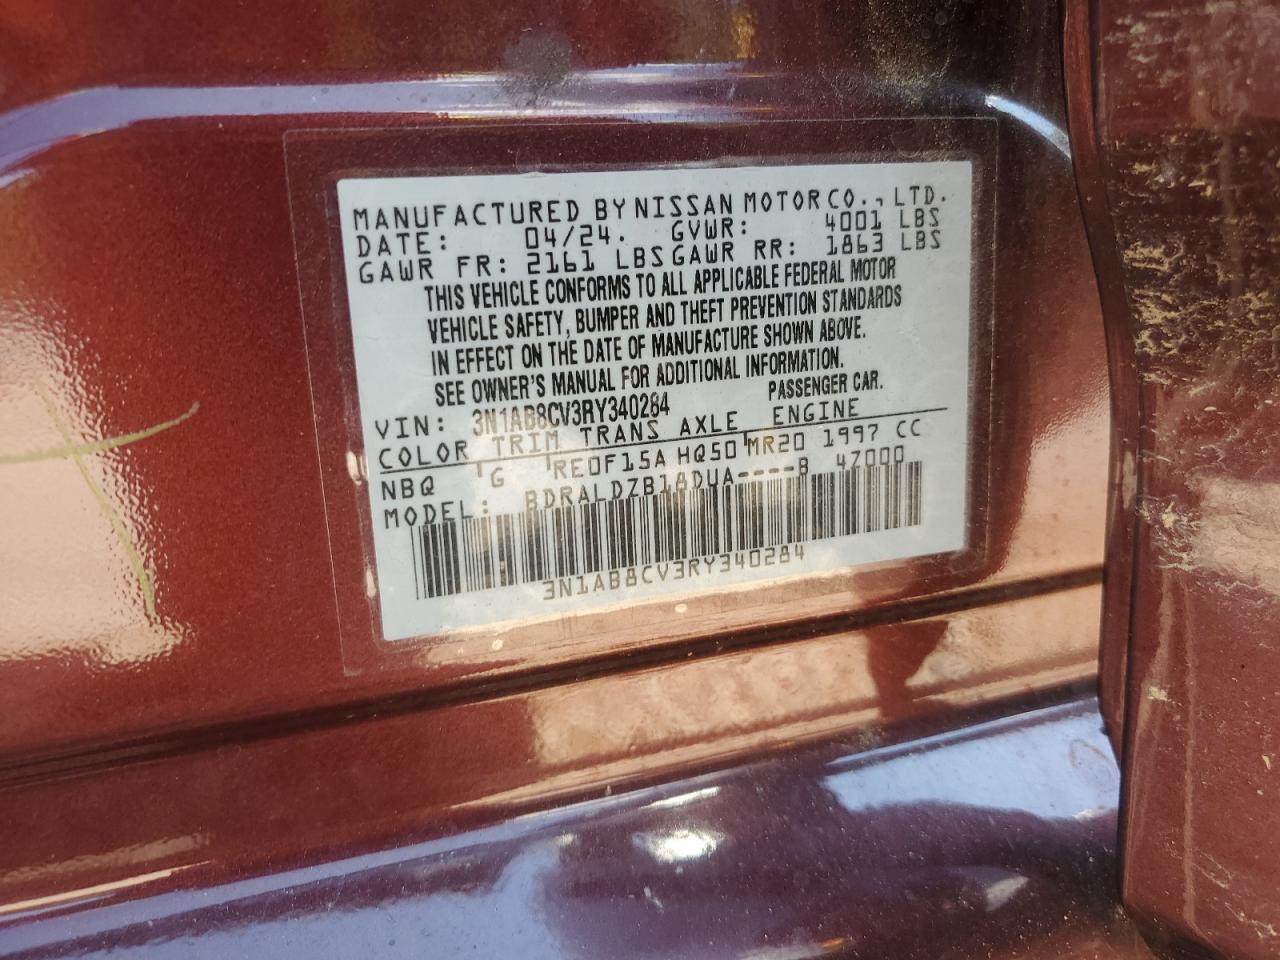 MANUFACTURED BY NISSAN MOTOR CO., LTD.
DATE: 04/24. GVWR: 4001 LBS
GAWR FR: 2161 LBS GAWR RR: 1863 LBS
THIS VEHICLE CONFORMS TO ALL APPLICABLE FEDERAL MOTOR
VEHICLE SAFETY, BUMPER AND THEFT PREVENTION STANDARDS
IN EFFECT ON THE DATE OF MANUFACTURE SHOWN ABOVE.
SEE OWNER'S MANUAL FOR ADDITIONAL INFORMATION.
VIN: 3N1AB8CV3RY340284 PASSENGER CAR.
COLOR TRIM TRANS AXLE ENGINE
NBQ G RE0F15A HQ50 MR20 1997 CC
MODEL: BDRALDZB18DUA----B 47000
3N1AB8CV3RY340284